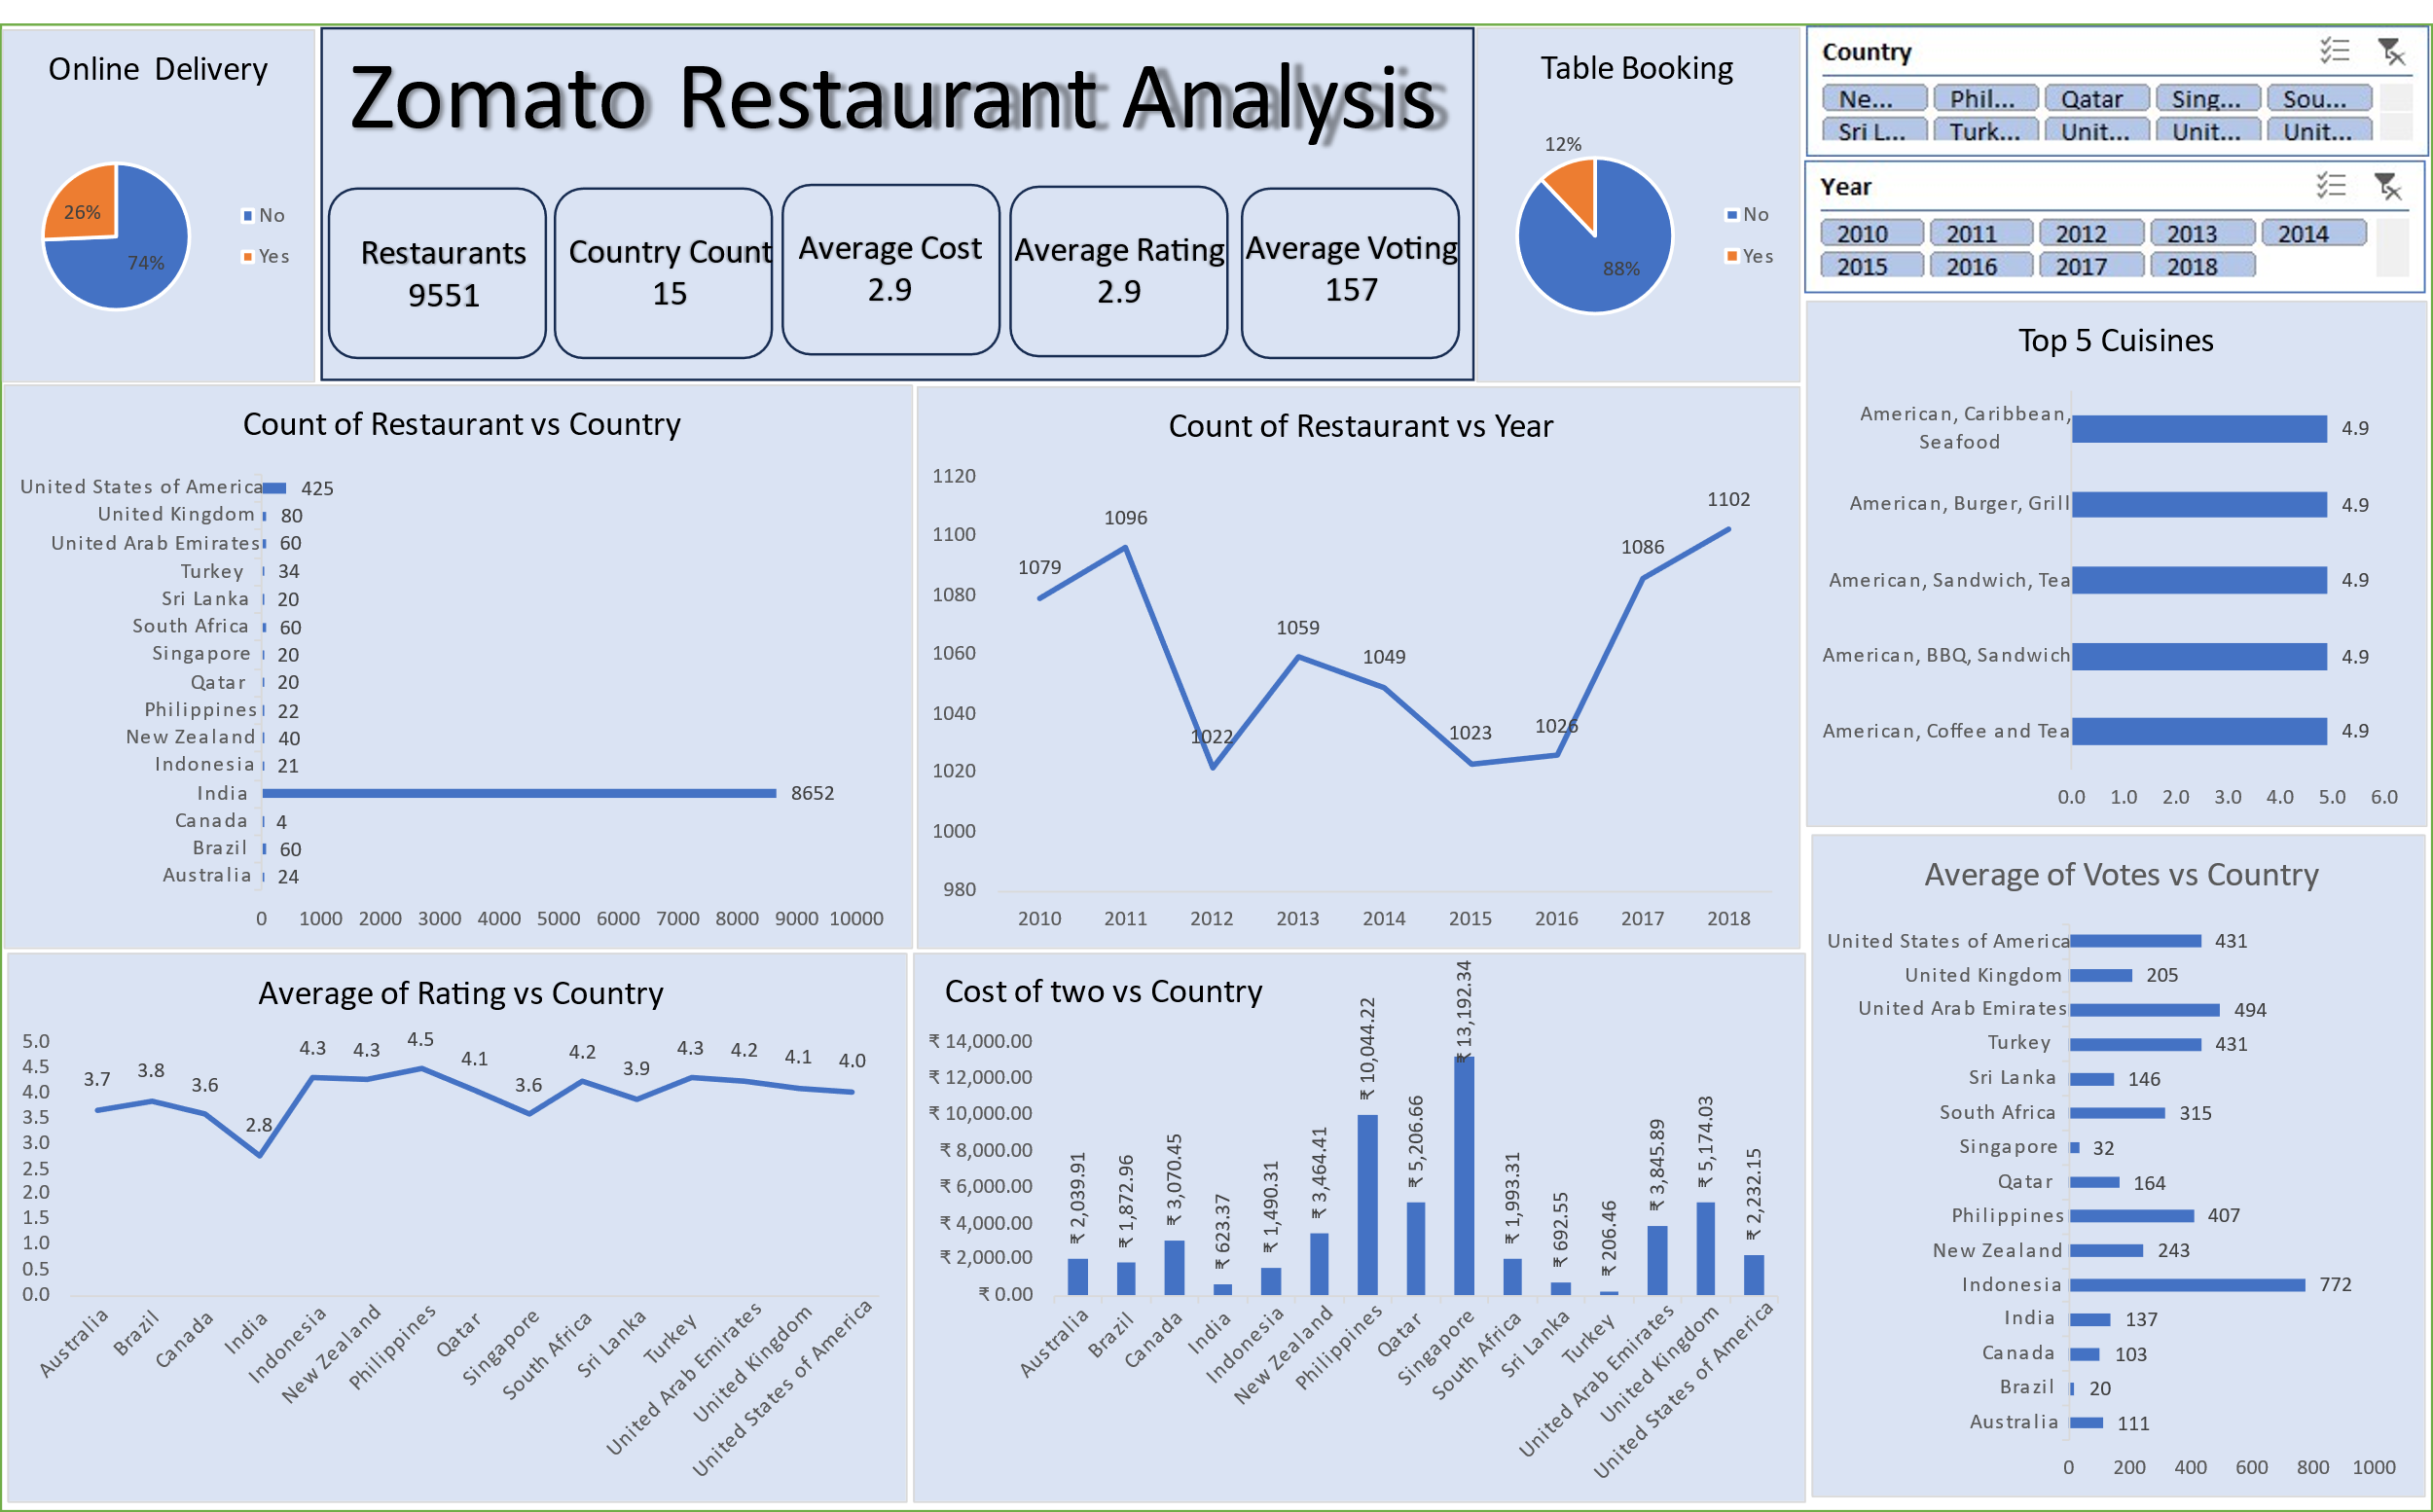 Online Delivery
26%
74%
No
Yes
Zomato Restaurant Analysis
Restaurants
9551
Country Count
15
Average Cost
2.9
Average Rating
2.9
Average Voting
157
Table Booking
12%
88%
No
Yes
Country
Ne... Phil... Qatar Sing... Sou...
Sri L... Turk... Unit... Unit... Unit...
Year
2010 2011 2012 2013 2014
2015 2016 2017 2018
Count of Restaurant vs Country
United States of America 425
United Kingdom 80
United Arab Emirates 60
Turkey 34
Sri Lanka 20
South Africa 60
Singapore 20
Qatar 20
Philippines 22
New Zealand 40
Indonesia 21
India 8652
Canada 4
Brazil 60
Australia 24
0 1000 2000 3000 4000 5000 6000 7000 8000 9000 10000
Count of Restaurant vs Year
1120
1100
1080
1060
1040
1020
1000
980
1079 1096 1022 1059 1049 1023 1026 1086 1102
2010 2011 2012 2013 2014 2015 2016 2017 2018
Top 5 Cuisines
American, Caribbean,
Seafood 4.9
American, Burger, Grill 4.9
American, Sandwich, Tea 4.9
American, BBQ, Sandwich 4.9
American, Coffee and Tea 4.9
0.0 1.0 2.0 3.0 4.0 5.0 6.0
Average of Rating vs Country
5.0
4.5
4.0
3.5
3.0
2.5
2.0
1.5
1.0
0.5
0.0
3.7 3.8 3.6 2.8 4.3 4.3 4.5 4.1 3.6 4.2 3.9 4.3 4.2 4.1 4.0
Australia
Brazil
Canada
India
Indonesia
New Zealand
Philippines
Qatar
Singapore
South Africa
Sri Lanka
Turkey
United Arab Emirates
United Kingdom
United States of America
Cost of two vs Country
₹ 14,000.00
₹ 12,000.00
₹ 10,000.00
₹ 8,000.00
₹ 6,000.00
₹ 4,000.00
₹ 2,000.00
₹ 0.00
₹ 2,039.91
₹ 1,872.96
₹ 3,070.45
₹ 623.37
₹ 1,490.31
₹ 3,464.41
₹ 10,044.22
₹ 5,206.66
₹ 13,192.34
₹ 1,993.31
₹ 692.55
₹ 206.46
₹ 3,845.89
₹ 5,174.03
₹ 2,232.15
Australia
Brazil
Canada
India
Indonesia
New Zealand
Philippines
Qatar
Singapore
South Africa
Sri Lanka
Turkey
United Arab Emirates
United Kingdom
United States of America
Average of Votes vs Country
United States of America 431
United Kingdom 205
United Arab Emirates 494
Turkey 431
Sri Lanka 146
South Africa 315
Singapore 32
Qatar 164
Philippines 407
New Zealand 243
Indonesia 772
India 137
Canada 103
Brazil 20
Australia 111
0 200 400 600 800 1000